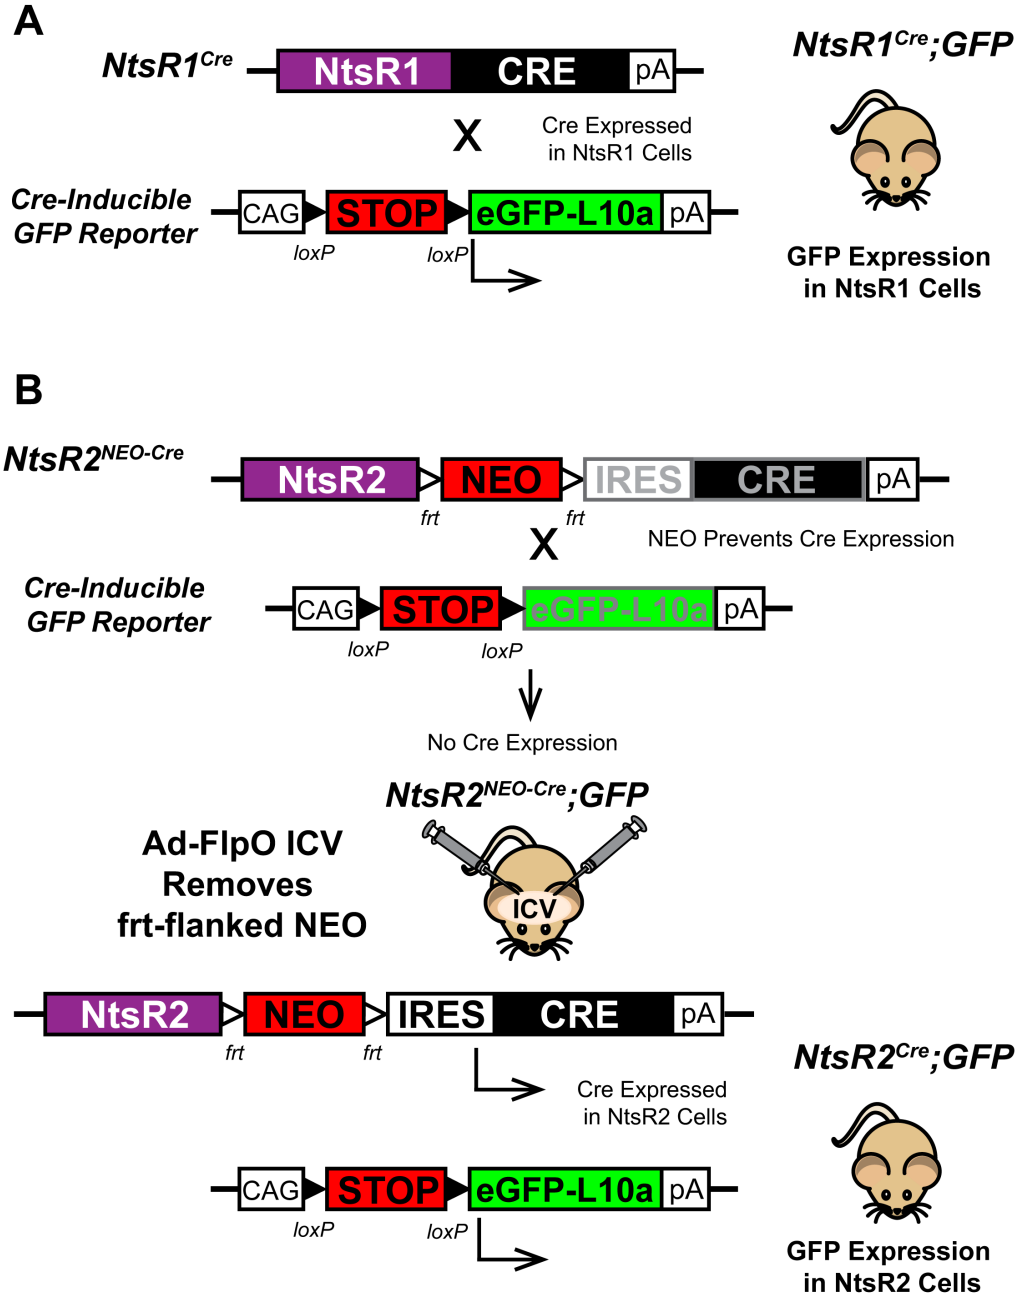 A
NtsR1Cre
NtsR1 CRE pA
NtsR1Cre;GFP
X
Cre Expressed
in NtsR1 Cells
Cre-Inducible
GFP Reporter
CAG STOP eGFP-L10a pA
loxP loxP
GFP Expression
in NtsR1 Cells
B
NtsR2NEO-Cre
NtsR2 NEO IRES CRE pA
frt frt
X
NEO Prevents Cre Expression
Cre-Inducible
GFP Reporter
CAG STOP eGFP-L10a pA
loxP loxP
No Cre Expression
NtsR2NEO-Cre;GFP
Ad-FlpO ICV
Removes
frt-flanked NEO
ICV
NtsR2 NEO IRES CRE pA
frt frt
Cre Expressed
in NtsR2 Cells
NtsR2Cre;GFP
CAG STOP eGFP-L10a pA
loxP loxP
GFP Expression
in NtsR2 Cells